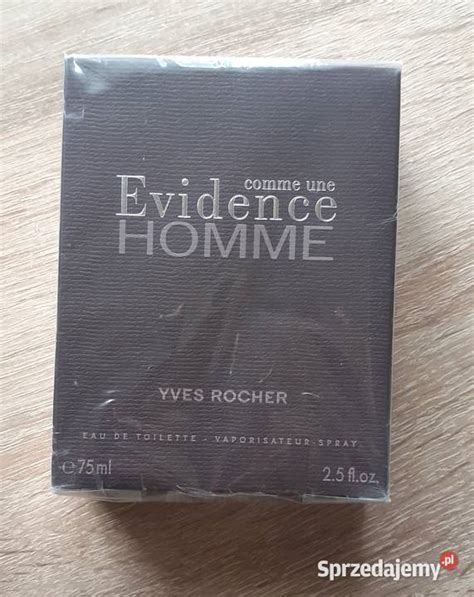 comme une
Evidence
HOMME
YVES ROCHER
EAU DE TOILETTE - VAPORISATEUR-SPRAY
℮75ml 2.5 fl.oz.
Sprzedajemy.pl